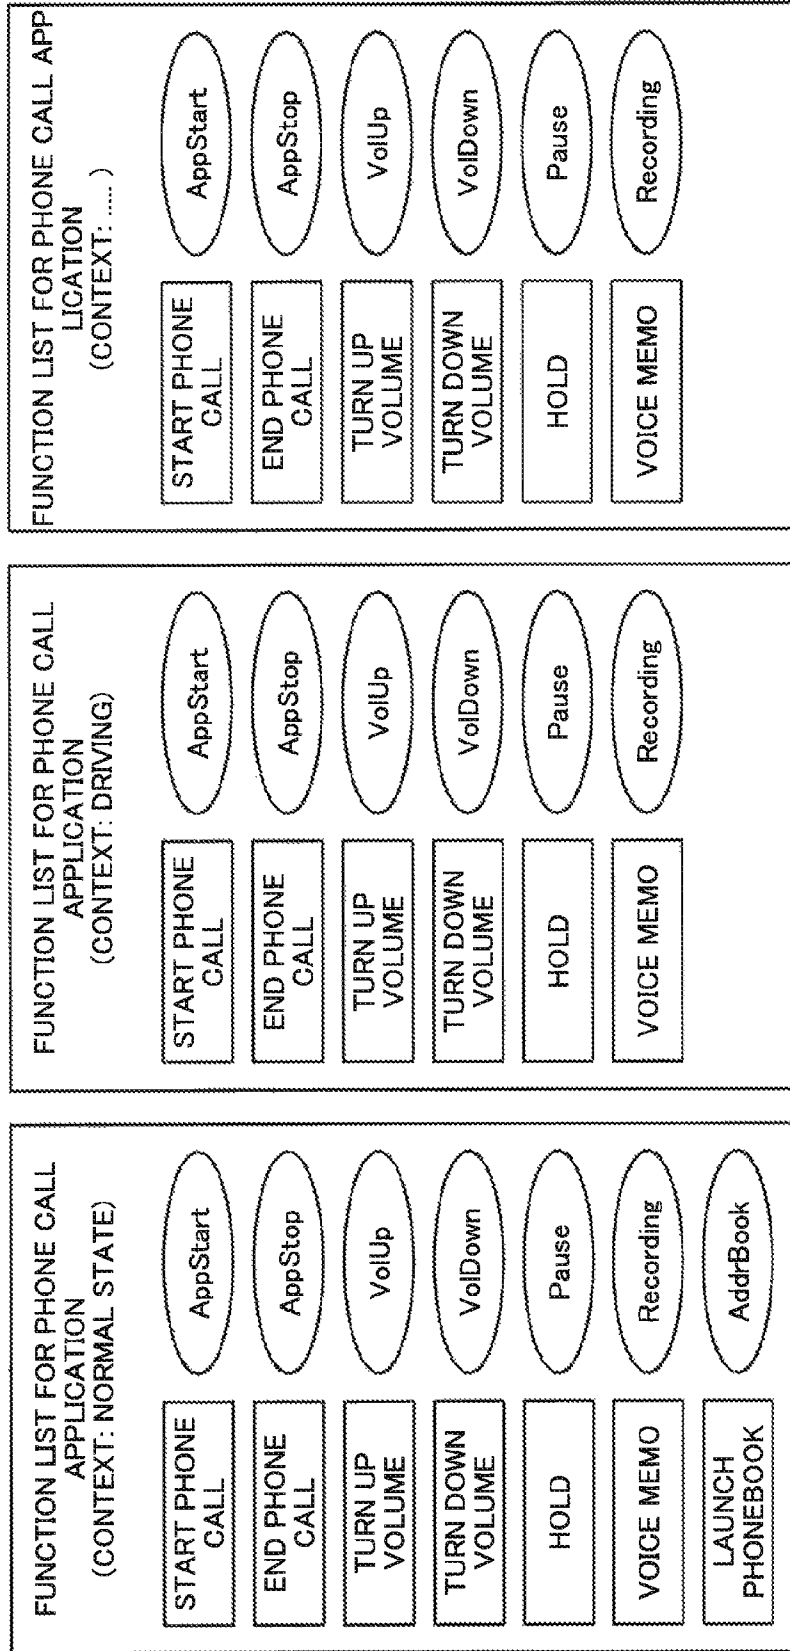 FUNCTION LIST FOR PHONE CALL
APPLICATION
(CONTEXT: NORMAL STATE)
START PHONE
CALL
AppStart
END PHONE
CALL
AppStop
TURN UP
VOLUME
VolUp
TURN DOWN
VOLUME
VolDown
HOLD
Pause
VOICE MEMO
Recording
LAUNCH
PHONEBOOK
AddrBook
FUNCTION LIST FOR PHONE CALL
APPLICATION
(CONTEXT: DRIVING)
START PHONE
CALL
AppStart
END PHONE
CALL
AppStop
TURN UP
VOLUME
VolUp
TURN DOWN
VOLUME
VolDown
HOLD
Pause
VOICE MEMO
Recording
FUNCTION LIST FOR PHONE CALL APP
LICATION
(CONTEXT: ..... )
START PHONE
CALL
AppStart
END PHONE
CALL
AppStop
TURN UP
VOLUME
VolUp
TURN DOWN
VOLUME
VolDown
HOLD
Pause
VOICE MEMO
Recording